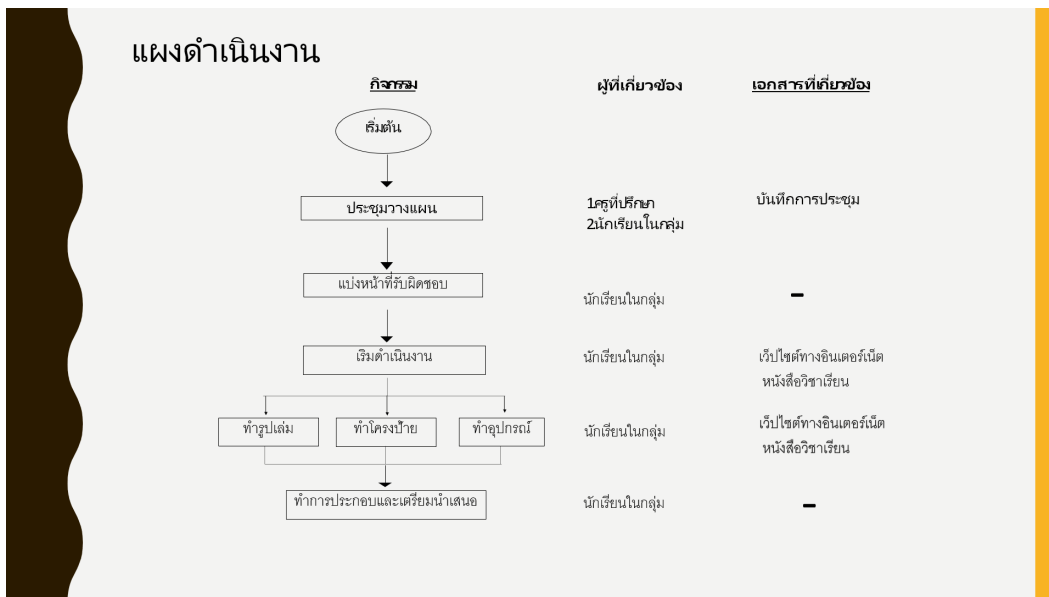 แผงดำเนินงาน
กิจกรรม ผู้ที่เกี่ยวข้อง เอกสารที่เกี่ยวข้อง
เริ่มต้น
ประชุมวางแผน 1.ครูที่ปรึกษา บันทึกการประชุม
2.นักเรียนในกลุ่ม
แบ่งหน้าที่รับผิดชอบ นักเรียนในกลุ่ม -
เริมดำเนินงาน นักเรียนในกลุ่ม เว็ปไซต์ทางอินเตอร์เน็ต
หนังสือวิชาเรียน
ทำรูปเล่ม ทำโครงป้าย ทำอุปกรณ์ นักเรียนในกลุ่ม เว็ปไซต์ทางอินเตอร์เน็ต
หนังสือวิชาเรียน
ทำการประกอบและเตรียมนำเสนอ นักเรียนในกลุ่ม -